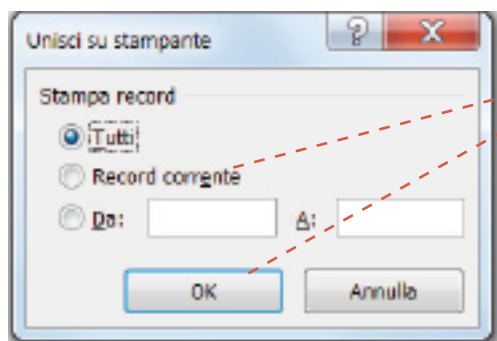 Unisci su stampante
Stampa record
Tutti
Record corrente
Da: A:
OK Annulla